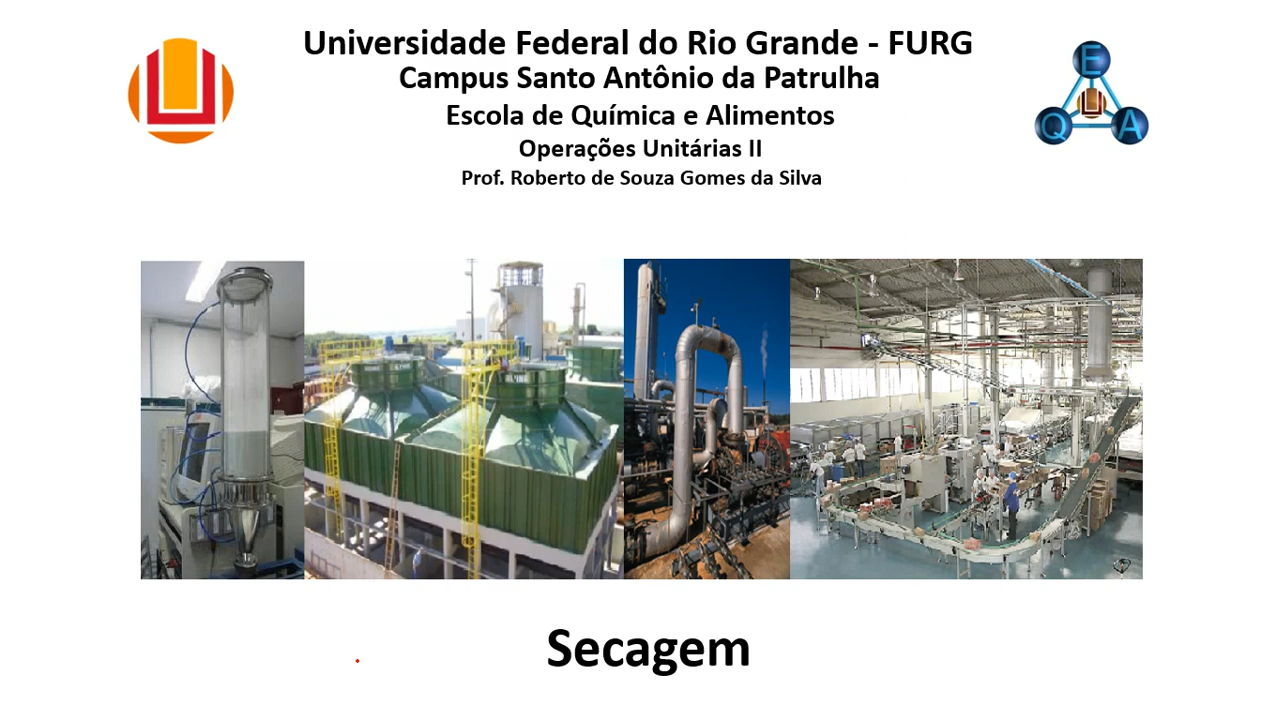 Universidade Federal do Rio Grande - FURG
Campus Santo Antônio da Patrulha
Escola de Química e Alimentos
Operações Unitárias II
Prof. Roberto de Souza Gomes da Silva
E
Q A
Secagem